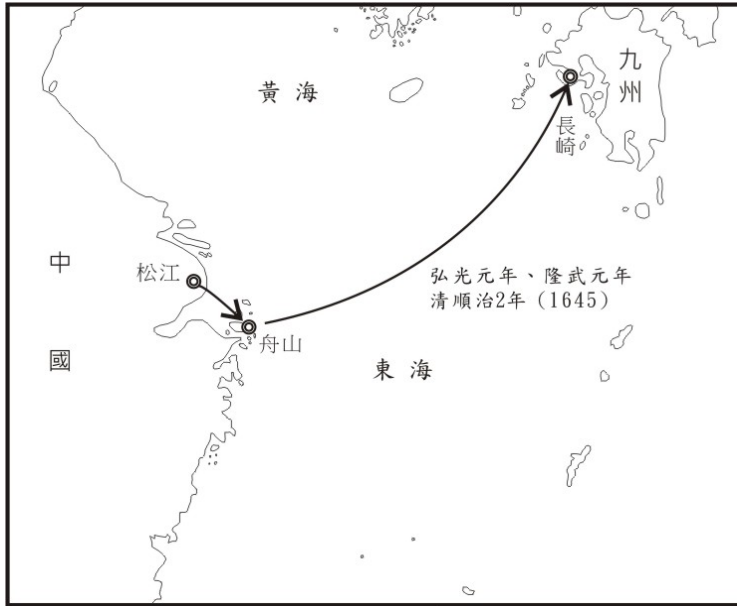 九州
黃海
長崎
中國
松江
弘光元年、隆武元年
清順治2年(1645)
舟山
東海